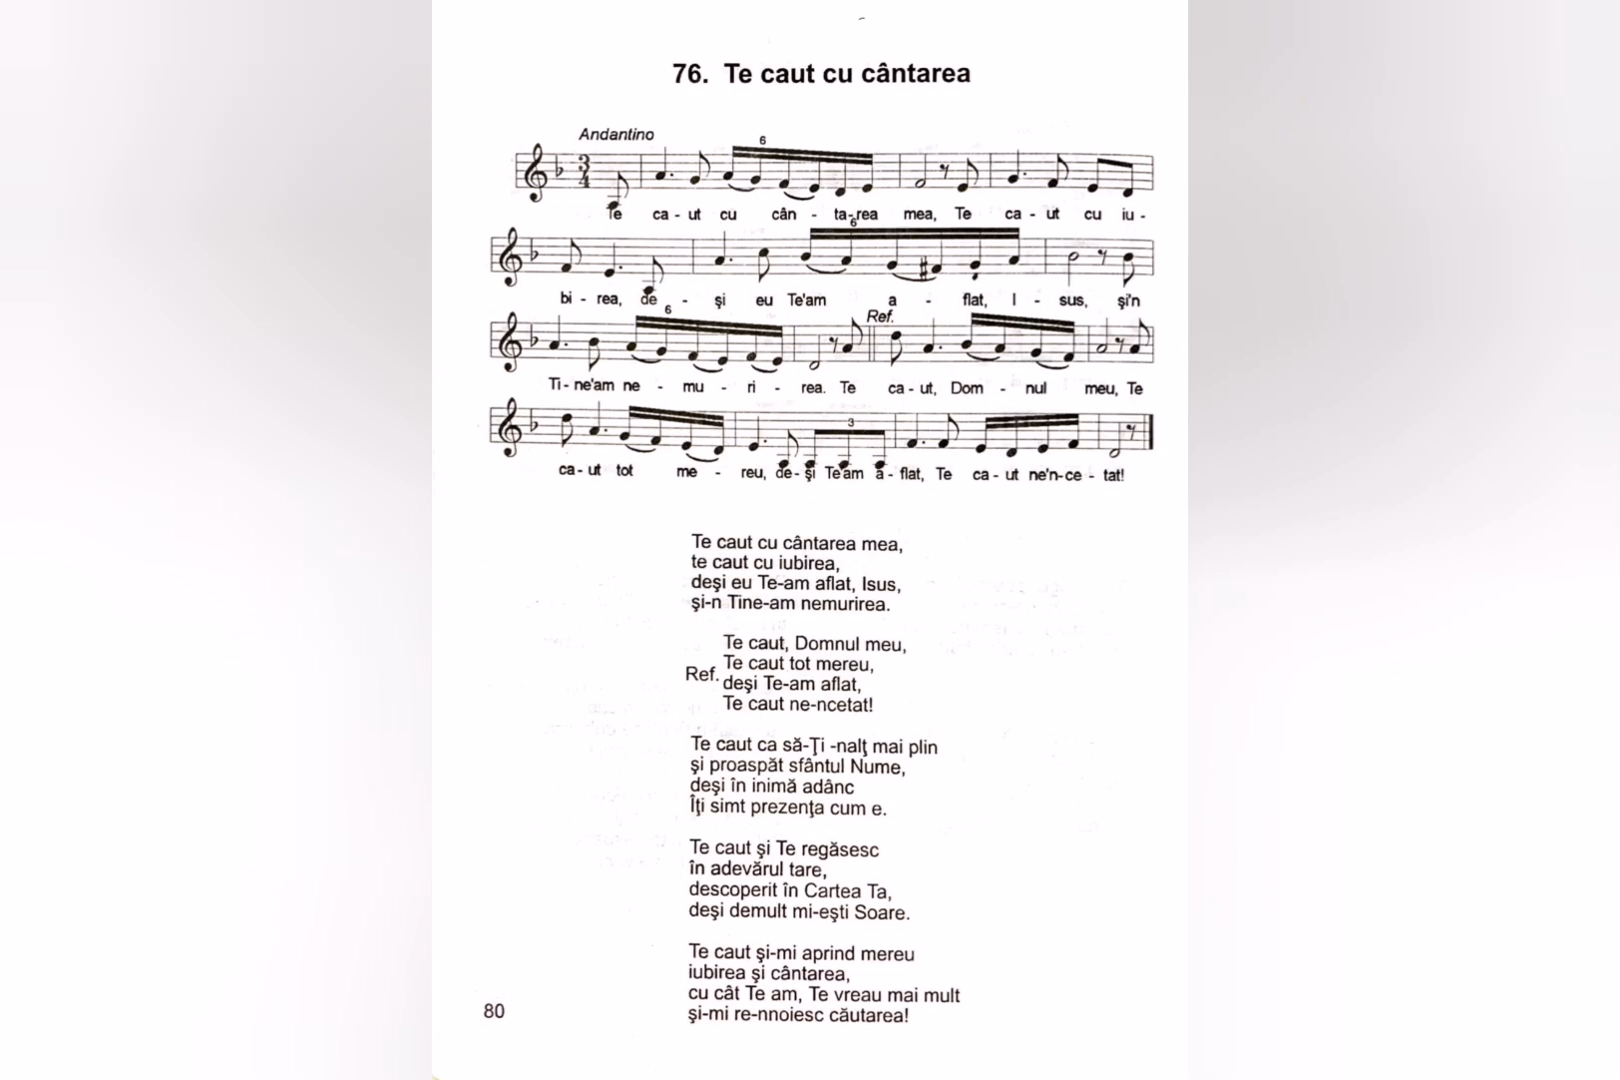 76. Te caut cu cântarea
Andantino
6
3
4
Te ca - ut cu cân - ta - rea mea, Te ca - ut cu iu -
6
bi - rea, de - şi eu Te'am a - flat, I - sus, şi'n
6
Ref.
Ti - ne'am ne - mu - ri - rea. Te ca - ut, Dom - nul meu, Te
3
ca - ut tot me - reu, de - şi Te'am a - flat, Te ca - ut ne'n-ce - tat!
Te caut cu cântarea mea,
te caut cu iubirea,
deşi eu Te-am aflat, Isus,
şi-n Tine-am nemurirea.
Te caut, Domnul meu,
Te caut tot mereu,
Ref.
deşi Te-am aflat,
Te caut ne-ncetat!
Te caut ca să-Ţi -nalţ mai plin
şi proaspăt sfântul Nume,
deşi în inimă adânc
Îţi simt prezenţa cum e.
Te caut şi Te regăsesc
în adevărul tare,
descoperit în Cartea Ta,
deşi demult mi-eşti Soare.
Te caut şi-mi aprind mereu
iubirea şi cântarea,
cu cât Te am, Te vreau mai mult
şi-mi re-nnoiesc căutarea!
80